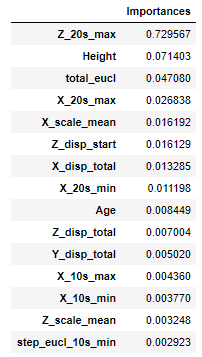 Importances
Z_20s_max 0.729567
Height 0.071403
total_eucl 0.047080
X_20s_max 0.026838
X_scale_mean 0.016192
Z_disp_start 0.016129
X_disp_total 0.013285
X_20s_min 0.011198
Age 0.008449
Z_disp_total 0.007004
Y_disp_total 0.005020
X_10s_max 0.004360
X_10s_min 0.003770
Z_scale_mean 0.003248
step_eucl_10s_min 0.002923